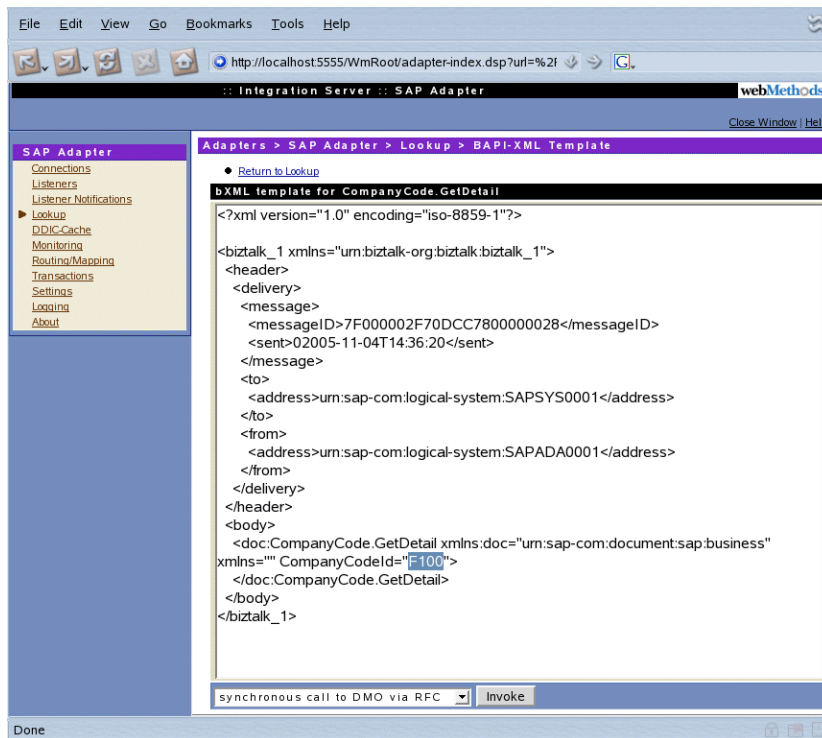 File Edit View Go Bookmarks Tools Help
http://localhost:5555/WmRoot/adapter-index.dsp?url=%2F
G
:: Integration Server :: SAP Adapter
webMethods
Close Window | Hel
SAP Adapter
Connections
Listeners
Listener Notifications
Lookup
DDIC-Cache
Monitoring
Routing/Mapping
Transactions
Settings
Logging
About
Adapters > SAP Adapter > Lookup > BAPI-XML Template
Return to Lookup
bXML template for CompanyCode.GetDetail
<?xml version="1.0" encoding="iso-8859-1"?>
<biztalk_1 xmlns="urn:biztalk-org:biztalk:biztalk_1">
<header>
<delivery>
<message>
<messageID>7F000002F70DCC7800000028</messageID>
<sent>02005-11-04T14:36:20</sent>
</message>
<to>
<address>urn:sap-com:logical-system:SAPSYS0001</address>
</to>
<from>
<address>urn:sap-com:logical-system:SAPADA0001</address>
</from>
</delivery>
</header>
<body>
<doc:CompanyCode.GetDetail xmlns:doc="urn:sap-com:document:sap:business"
xmlns="" CompanyCodeId="F100">
</doc:CompanyCode.GetDetail>
</body>
</biztalk_1>
synchronous call to DMO via RFC Invoke
Done